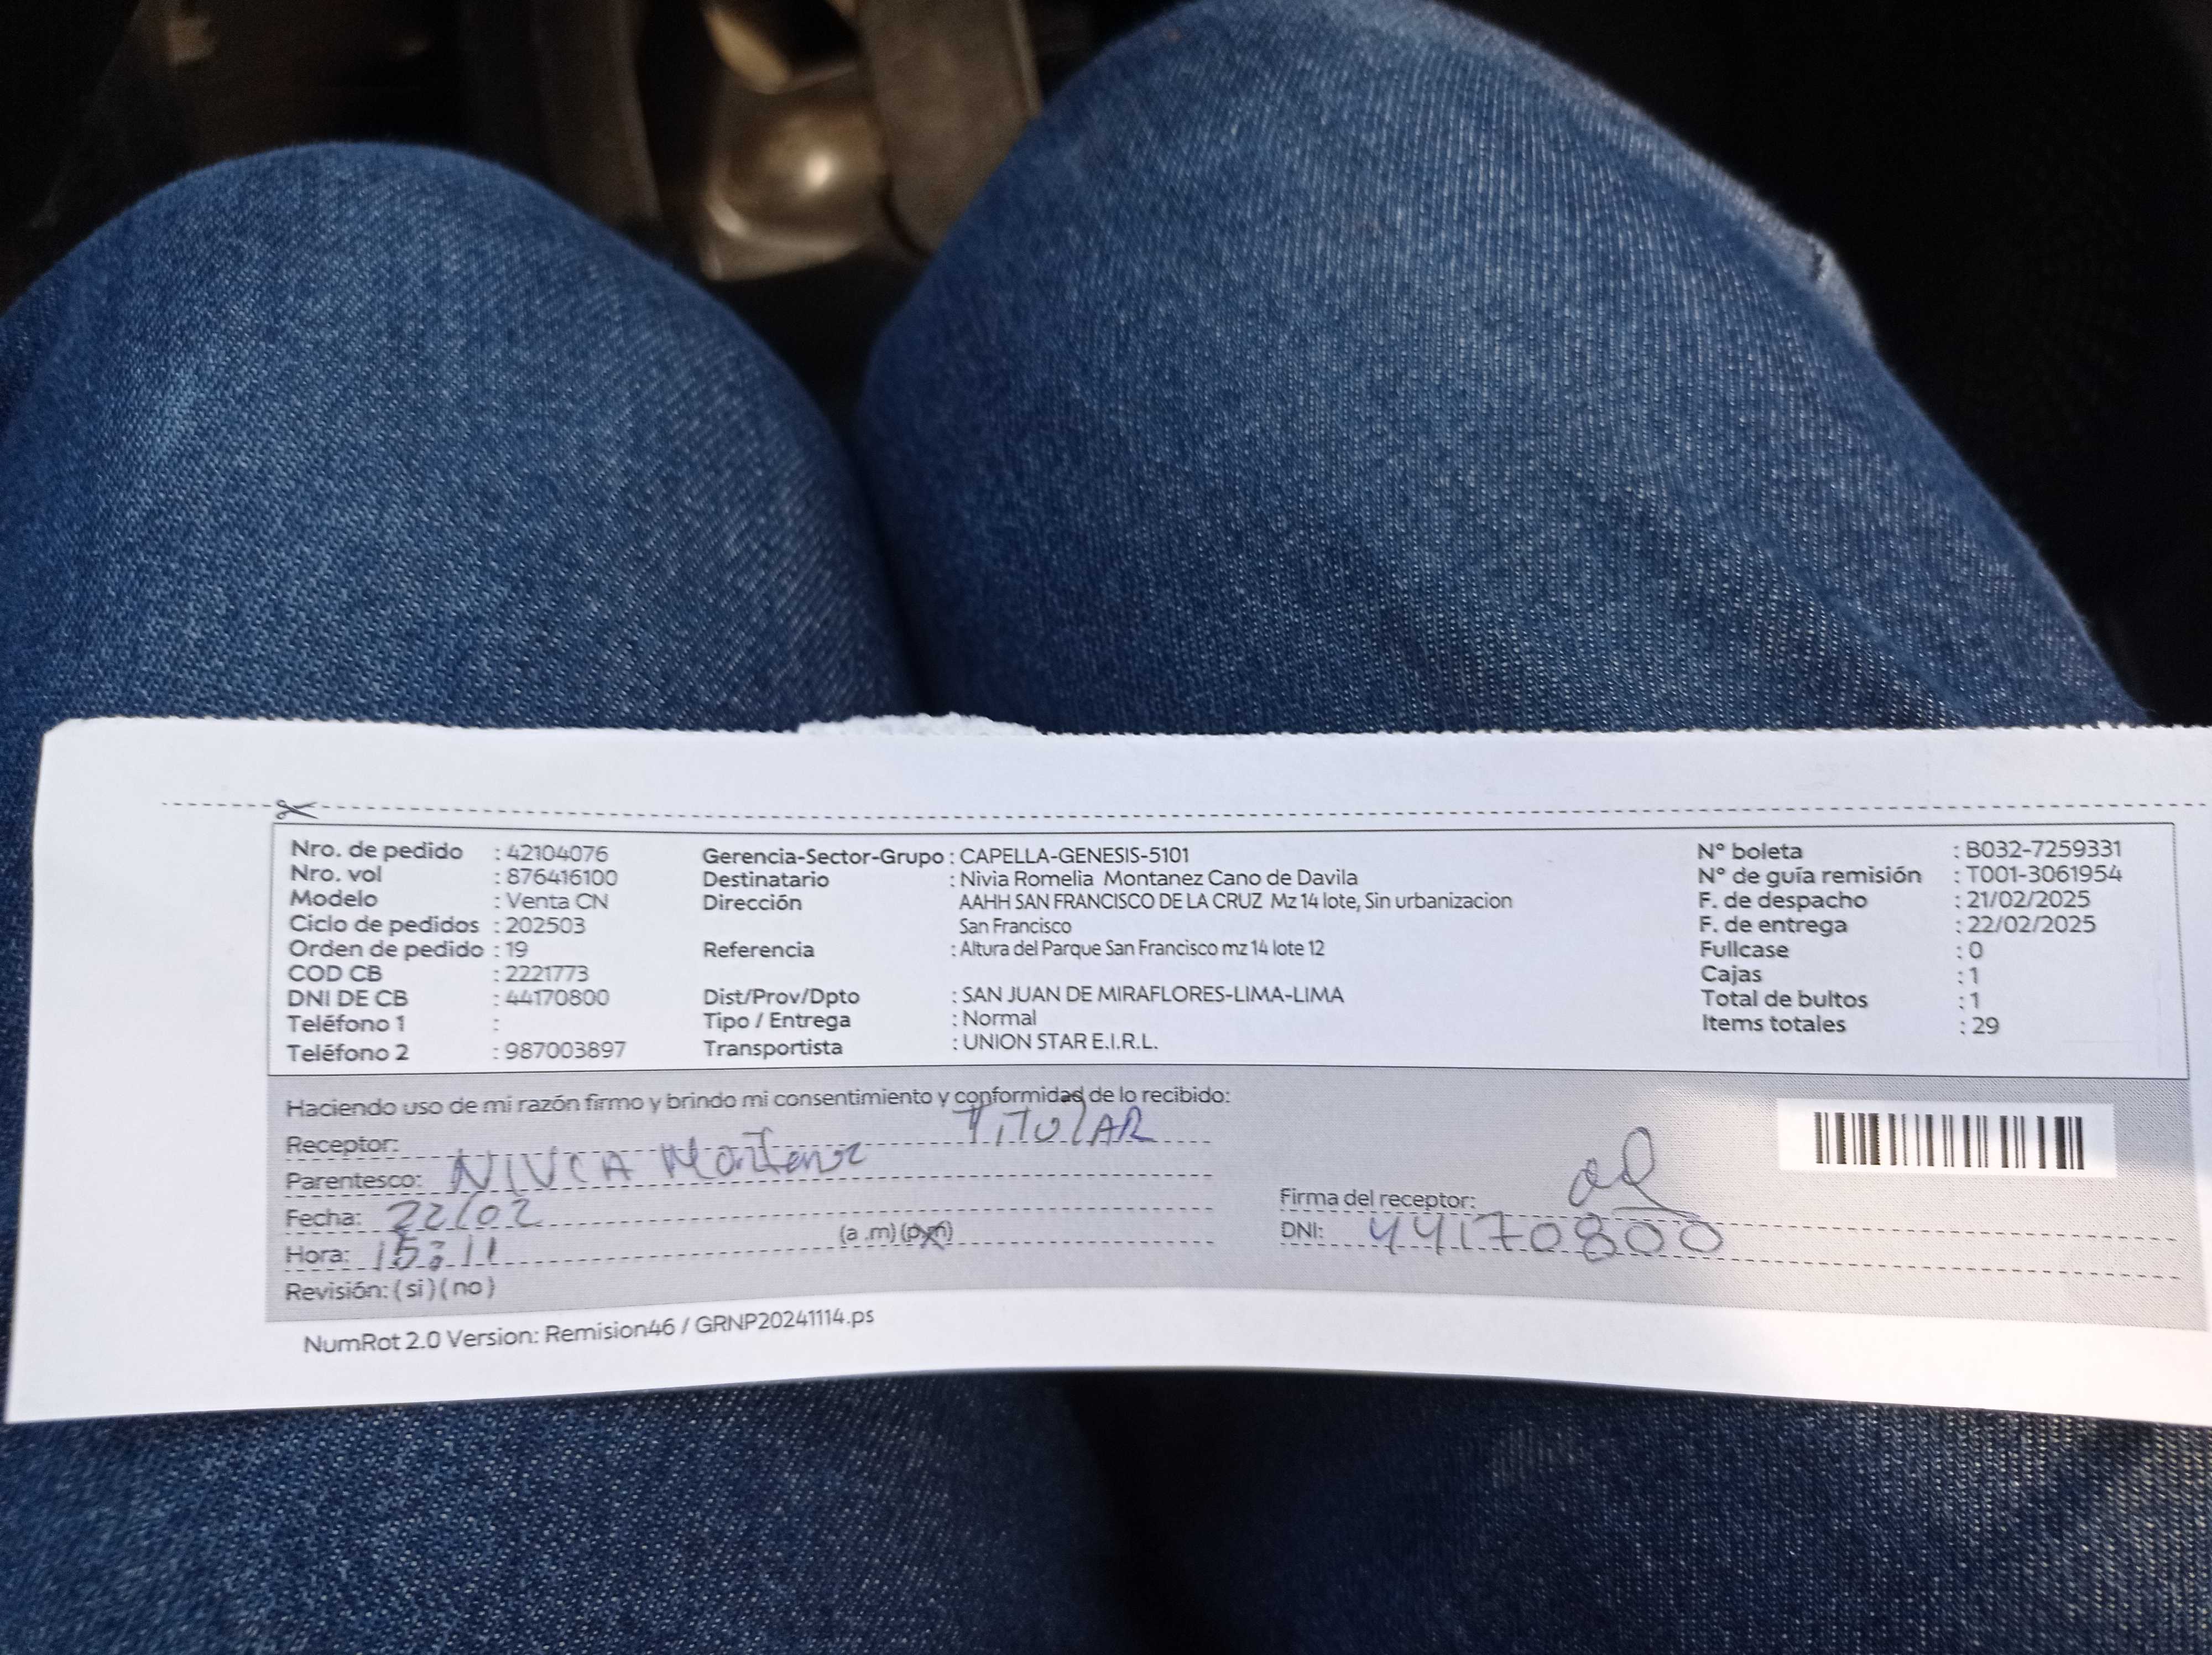 Nro. de pedido : 42104076
Nro. vol : 876416100
Modelo : Venta CN
Ciclo de pedidos : 202503
Orden de pedido : 19
COD CB : 2221773
DNI DE CB : 44170800
Teléfono 1 :
Teléfono 2 : 987003897
Gerencia-Sector-Grupo : CAPELLA-GENESIS-5101
Destinatario : Nivia Romelia Montanez Cano de Davila
Dirección AAHH SAN FRANCISCO DE LA CRUZ Mz 14 lote, Sin urbanizacion
San Francisco
Referencia : Altura del Parque San Francisco mz 14 lote 12
Dist/Prov/Dpto : SAN JUAN DE MIRAFLORES-LIMA-LIMA
Tipo / Entrega : Normal
Transportista : UNION STAR E.I.R.L.
N° boleta : B032-7259331
N° de guía remisión : T001-3061954
F. de despacho : 21/02/2025
F. de entrega : 22/02/2025
Fullcase : 0
Cajas : 1
Total de bultos : 1
Items totales : 29
Haciendo uso de mi razón firmo y brindo mi consentimiento y conformidad de lo recibido:
Receptor: TiTulAR
Parentesco:
Fecha: 22/02
Hora: 15:11 (a .m) (p.m)
Revisión: ( si ) ( no )
Firma del receptor:
DNI: 44170800
NumRot 2.0 Version: Remision46 / GRNP20241114.ps